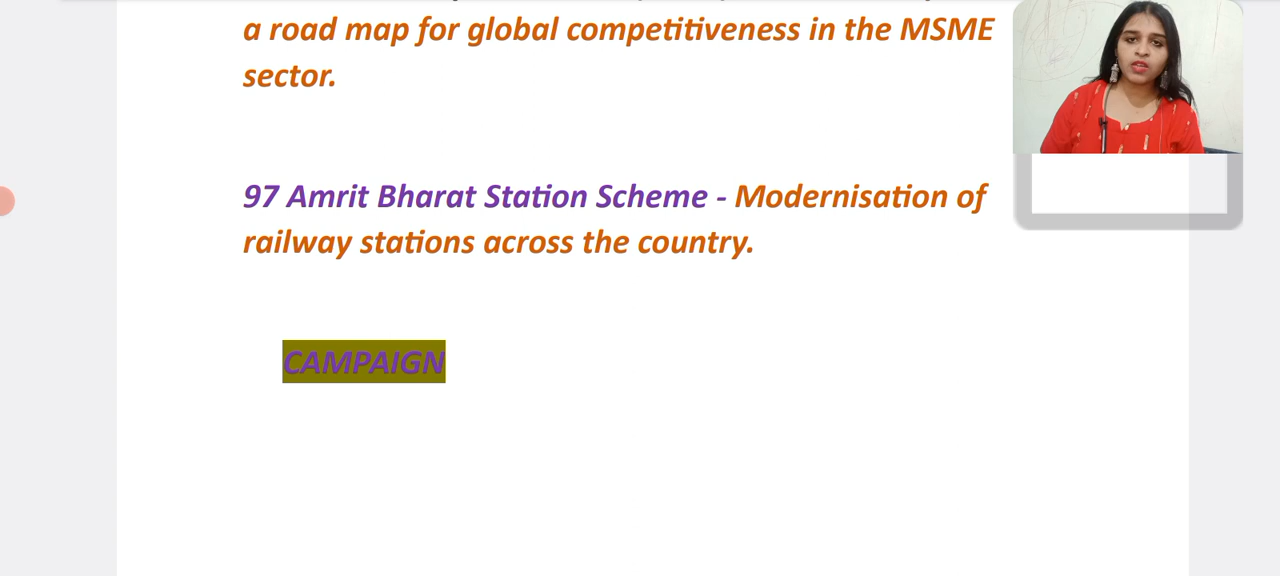 a road map for global competitiveness in the MSME
sector.
97 Amrit Bharat Station Scheme - Modernisation of
railway stations across the country.
CAMPAIGN